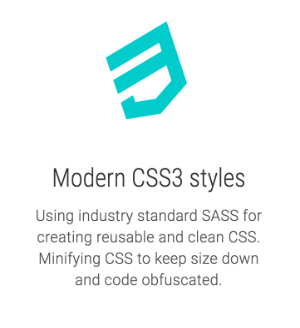 Modern CSS3 styles
Using industry standard SASS for
creating reusable and clean CSS.
Minifying CSS to keep size down
and code obfuscated.